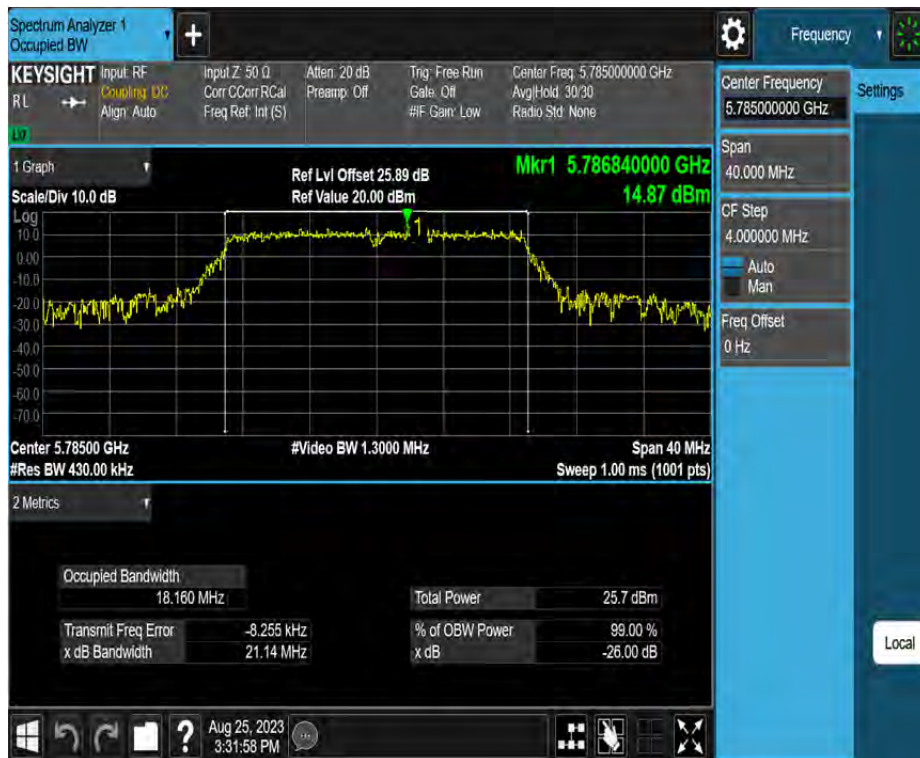 Spectrum Analyzer 1
Occupied BW
+
Frequency
KEYSIGHT
RL
Input: RF
Coupling: DC
Align: Auto
Input Z: 50 Ω
Corr CCorr RCal
Freq Ref: Int (S)
Atten: 20 dB
Preamp: Off
Trig: Free Run
Gate: Off
#IF Gain: Low
Center Freq: 5.785000000 GHz
Avg|Hold: 30/30
Radio Std: None
Center Frequency
5.785000000 GHz
Settings
Span
40.000 MHz
CF Step
4.000000 MHz
Auto
Man
Freq Offset
0 Hz
1 Graph
Scale/Div 10.0 dB
Ref Lvl Offset 25.89 dB
Ref Value 20.00 dBm
Mkr1 5.786840000 GHz
14.87 dBm
Log
10.0
0.00
-10.0
-20.0
-30.0
-40.0
-50.0
-60.0
-70.0
1
Center 5.78500 GHz
#Video BW 1.3000 MHz
Span 40 MHz
#Res BW 430.00 kHz
Sweep 1.00 ms (1001 pts)
2 Metrics
Occupied Bandwidth
18.160 MHz
Total Power 25.7 dBm
Transmit Freq Error -8.255 kHz
% of OBW Power 99.00 %
x dB Bandwidth 21.14 MHz
x dB -26.00 dB
Local
?
Aug 25, 2023
3:31:58 PM